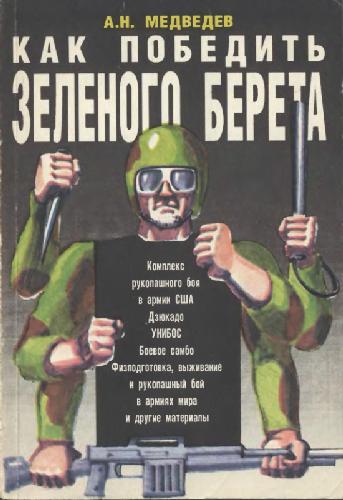 А.Н. МЕДВЕДЕВ
КАК ПОБЕДИТЬ
ЗЕЛЕНОГО БЕРЕТА
Комплекс
рукопашного боя
в армии США
Дзюкадо
УНИБОС
Боевое самбо
Физподготовка, выживание
и рукопашный бой
в армиях мира
и другие материалы